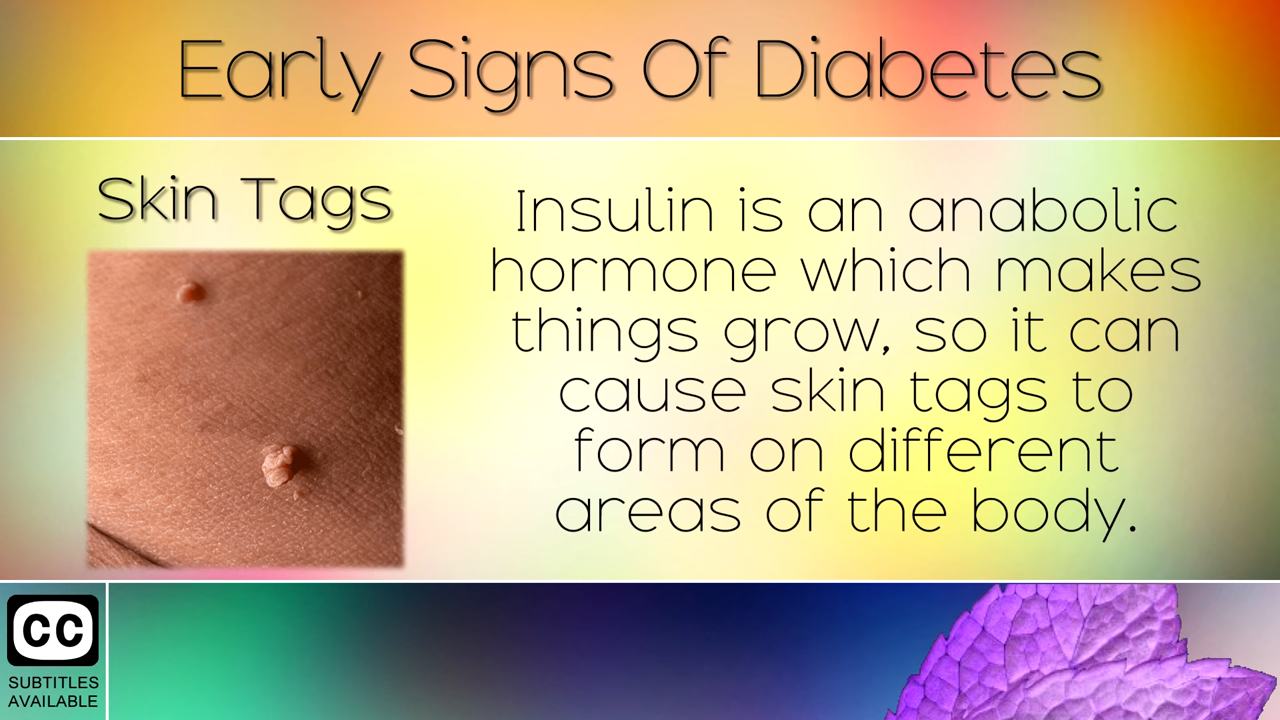 Early Signs Of Diabetes
Skin Tags
Insulin is an anabolic
hormone which makes
things grow, so it can
cause skin tags to
form on different
areas of the body.
CC
SUBTITLES
AVAILABLE